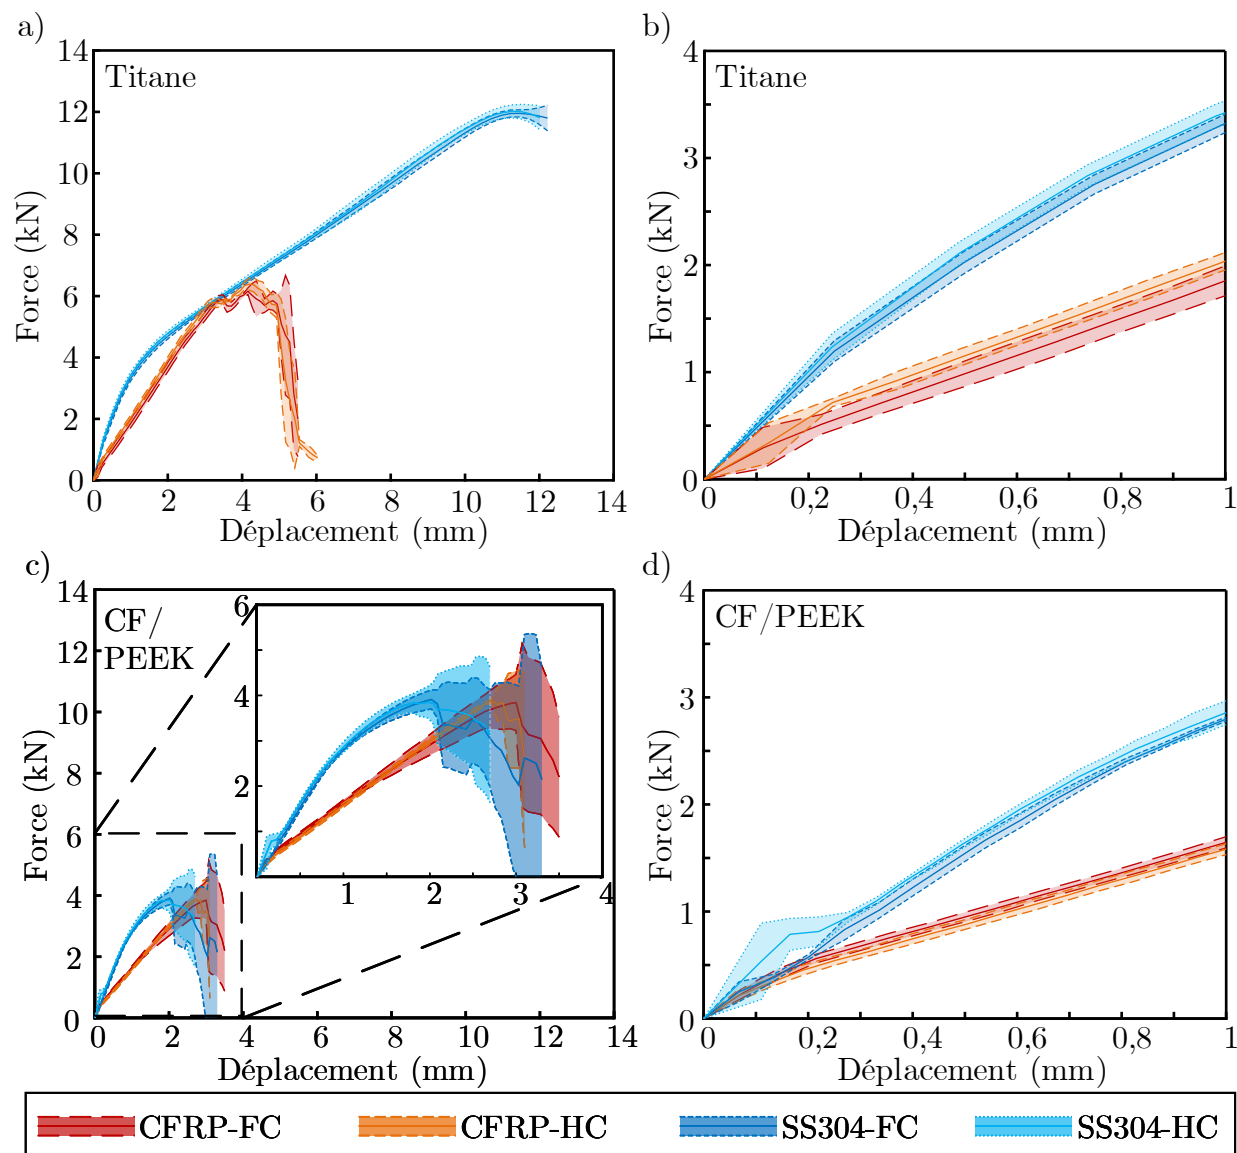 a)
Titane
Force (kN)
14
12
10
8
6
4
2
0
0 2 4 6 8 10 12 14
Déplacement (mm)
b)
Titane
Force (kN)
4
3
2
1
0
0 0,2 0,4 0,6 0,8 1
Déplacement (mm)
c)
CF/
PEEK
Force (kN)
14
12
10
8
6
4
2
0
0 2 4 6 8 10 12 14
Déplacement (mm)
6
4
2
1 2 3 4
d)
CF/PEEK
Force (kN)
4
3
2
1
0
0 0,2 0,4 0,6 0,8 1
Déplacement (mm)
CFRP-FC CFRP-HC SS304-FC SS304-HC